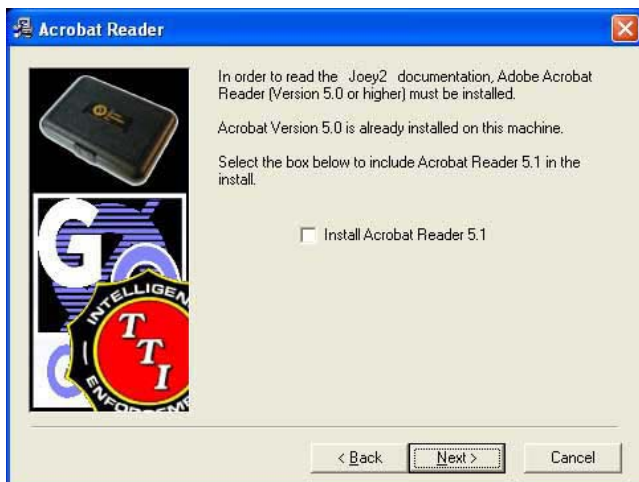 Acrobat Reader
In order to read the Joey2 documentation, Adobe Acrobat
Reader (Version 5.0 or higher) must be installed.
Acrobat Version 5.0 is already installed on this machine.
Select the box below to include Acrobat Reader 5.1 in the
install.
Install Acrobat Reader 5.1
G
INTELLIGEN
TTI
ENFORCEM
< Back
Next >
Cancel